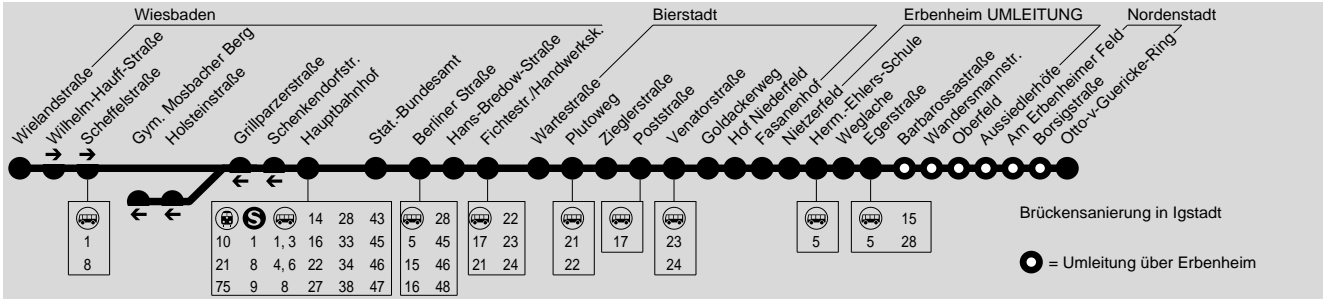 Wiesbaden
Bierstadt
Erbenheim UMLEITUNG
Nordenstadt
Wielandstraße
Wilhelm-Hauff-Straße
Scheffelstraße
Gym. Mosbacher Berg
Holsteinstraße
Grillparzerstraße
Schenkendorfstr.
Hauptbahnhof
Stat.-Bundesamt
Berliner Straße
Hans-Bredow-Straße
Fichtestr./Handwerksk.
Wartestraße
Plutoweg
Zieglerstraße
Poststraße
Venatorstraße
Goldackerweg
Hof Niederfeld
Fasanenhof
Nietzerfeld
Herm.-Ehlers-Schule
Weglache
Egerstraße
Barbarossastraße
Wandersmannstr.
Oberfeld
Aussiedlerhöfe
Am Erbenheimer Feld
Borsigstraße
Otto-v-Guericke-Ring
1
8
S 14 28 43
10 1 1, 3 16 33 45
21 8 4, 6 22 34 46
75 9 8 27 38 47
28
5 45
15 46
16 48
22
17 23
21 24
21
22
17
23
24
5
15
5 28
Brückensanierung in Igstadt
= Umleitung über Erbenheim